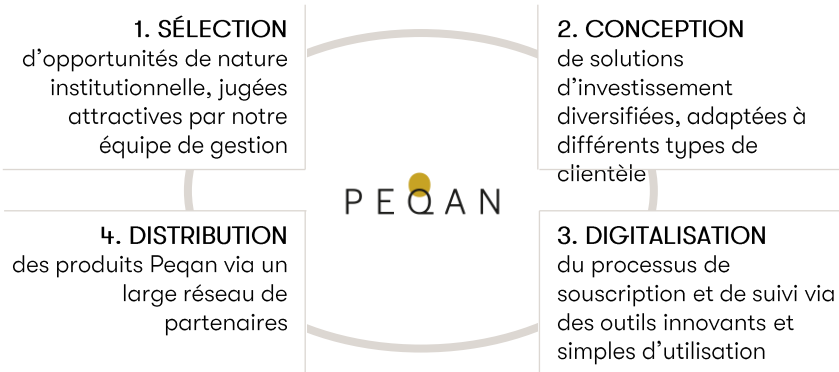 1. SÉLECTION
d’opportunités de nature
institutionnelle, jugées
attractives par notre
équipe de gestion
2. CONCEPTION
de solutions
d’investissement
diversifiées, adaptées à
différents types de
clientèle
PEQAN
4. DISTRIBUTION
des produits Peqan via un
large réseau de
partenaires
3. DIGITALISATION
du processus de
souscription et de suivi via
des outils innovants et
simples d’utilisation